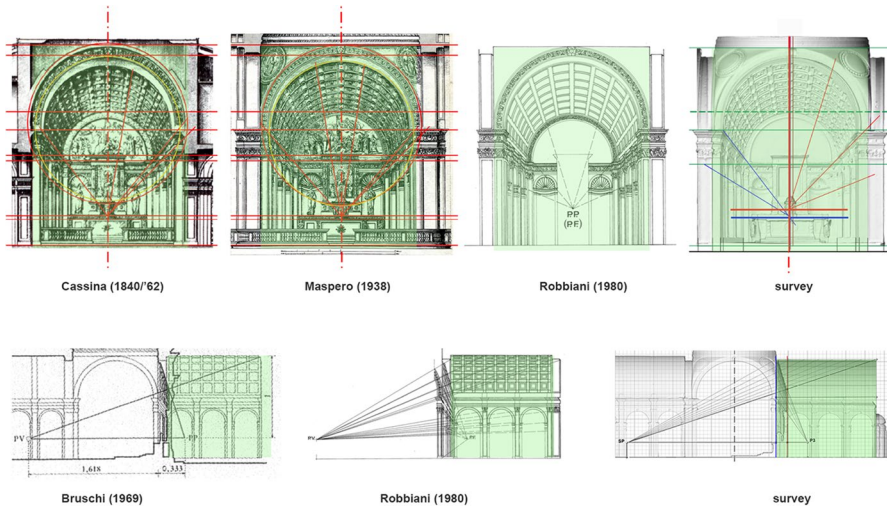 PP
(PF)
Cassina (1840/'62)
Maspero (1938)
Robbiani (1980)
survey
PV
PP
1,618
0,333
PV
PP
SP
Bruschi (1969)
Robbiani (1980)
survey